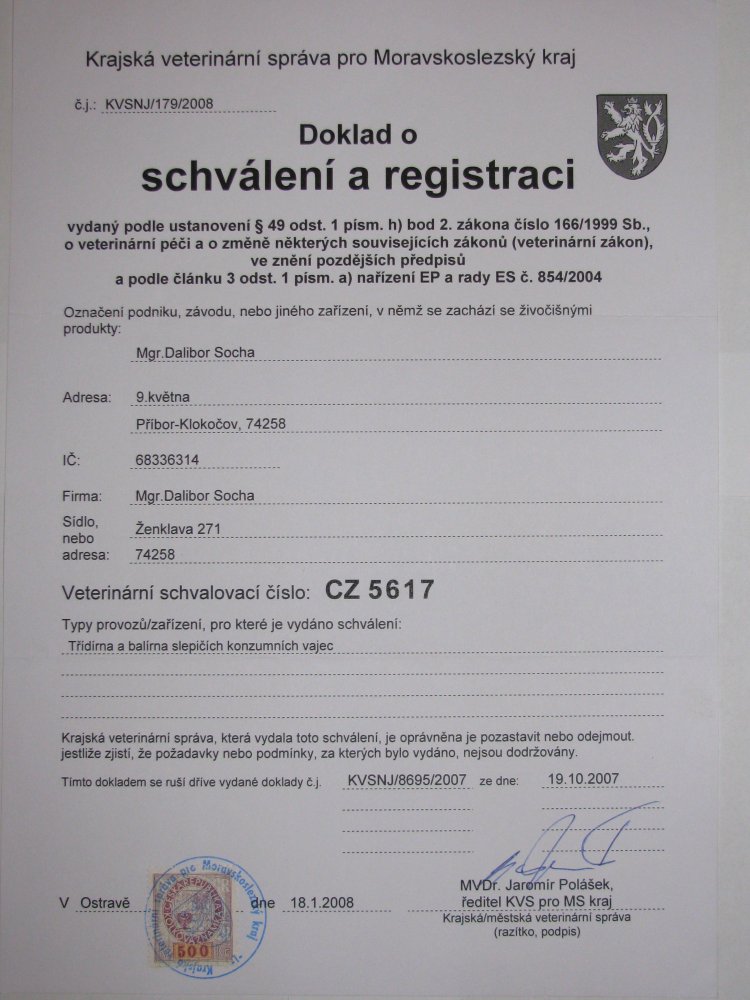 Krajská veterinární správa pro Moravskoslezský kraj
č.j.: KVSNJ/179/2008
Doklad o
schválení a registraci
vydaný podle ustanovení § 49 odst. 1 písm. h) bod 2. zákona číslo 166/1999 Sb.,
o veterinární péči a o změně některých souvisejících zákonů (veterinární zákon),
ve znění pozdějších předpisů
a podle článku 3 odst. 1 písm. a) nařízení EP a rady ES č. 854/2004
Označení podniku, závodu, nebo jiného zařízení, v němž se zachází se živočišnými
produkty:
Mgr.Dalibor Socha
Adresa: 9.května
Příbor-Klokočov, 74258
IČ: 68336314
Firma: Mgr.Dalibor Socha
Sídlo,
nebo
adresa:
Ženklava 271
74258
Veterinární schvalovací číslo: CZ 5617
Typy provozů/zařízení, pro které je vydáno schválení:
Třídírna a balírna slepičích konzumních vajec
Krajská veterinární správa, která vydala toto schválení, je oprávněna je pozastavit nebo odejmout.
jestliže zjistí, že požadavky nebo podmínky, za kterých bylo vydáno, nejsou dodržovány.
Tímto dokladem se ruší dříve vydané doklady č.j. KVSNJ/8695/2007 ze dne: 19.10.2007
V Ostravě dne 18.1.2008
MVDr. Jaromír Polášek,
ředitel KVS pro MS kraj
Krajská/městská veterinární správa
(razítko, podpis)
Krajská veterinární správa pro Moravskoslezský kraj
ČESKÁ REPUBLIKA
500